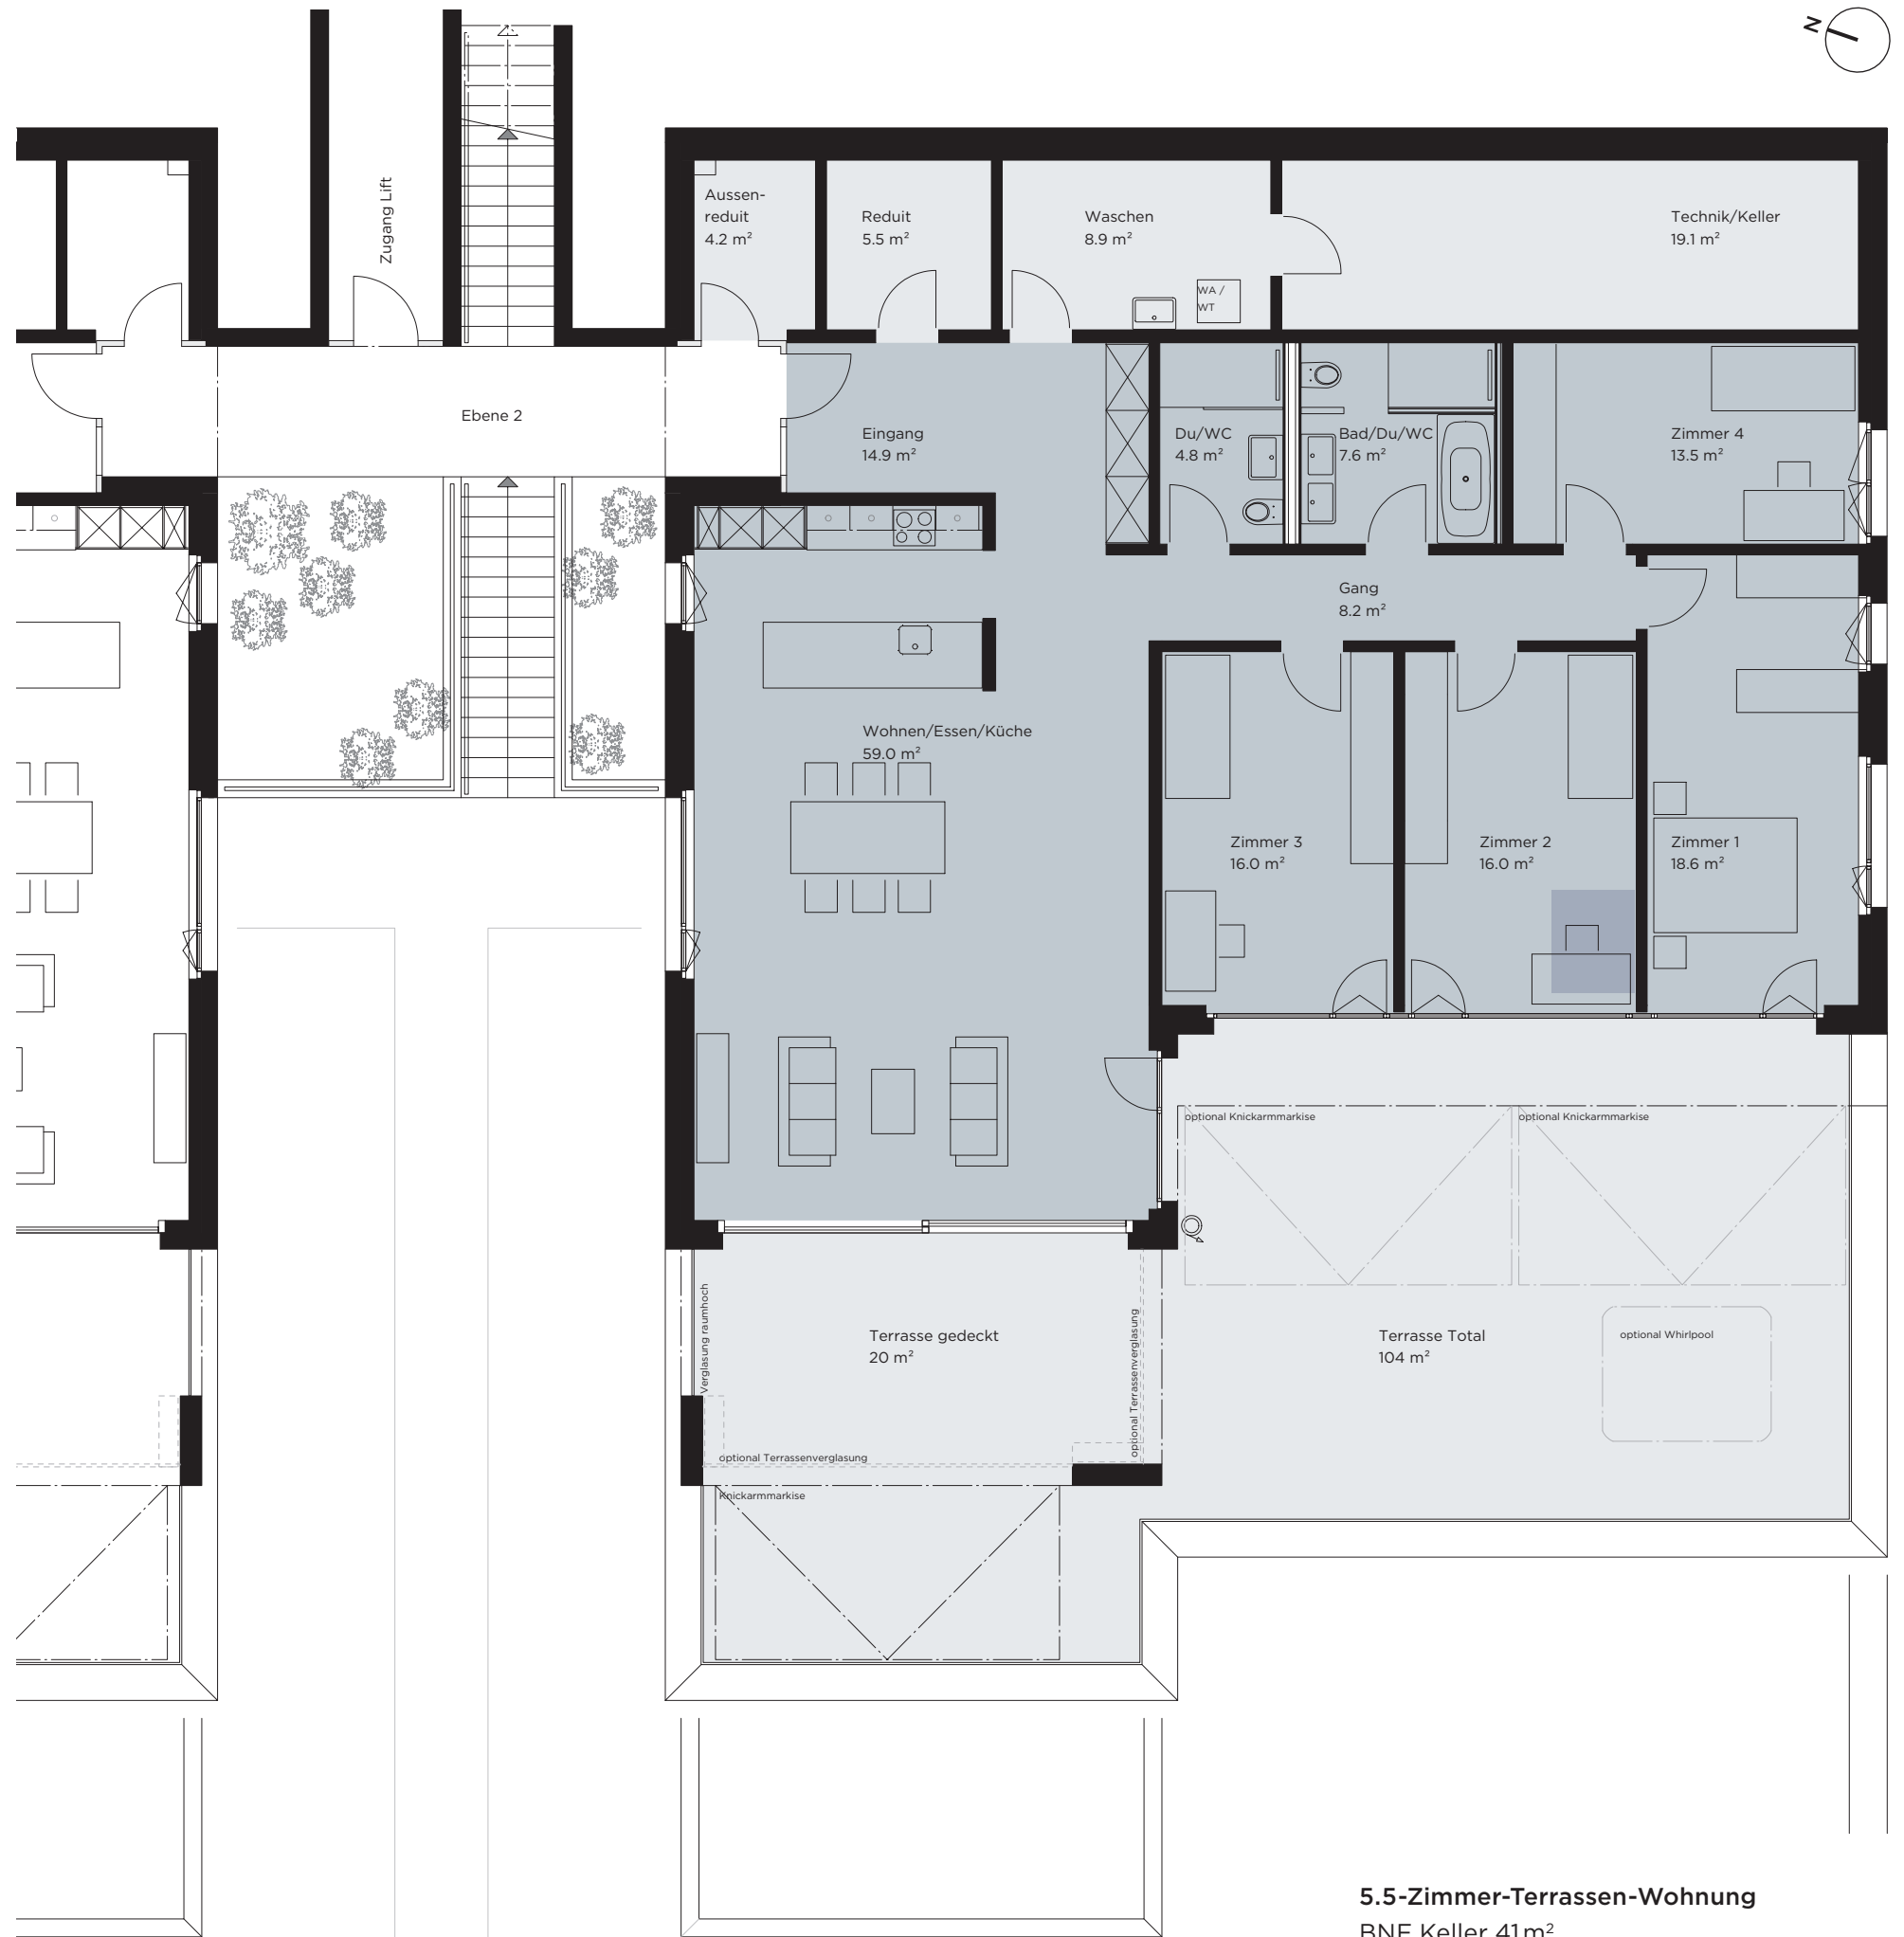 N
Zugang Lift
Aussen-
reduit
4.2 m²
Reduit
5.5 m²
Waschen
8.9 m²
WA /
WT
Technik/Keller
19.1 m²
Ebene 2
Eingang
14.9 m²
Du/WC
4.8 m²
Bad/Du/WC
7.6 m²
Zimmer 4
13.5 m²
Gang
8.2 m²
Wohnen/Essen/Küche
59.0 m²
Zimmer 3
16.0 m²
Zimmer 2
16.0 m²
Zimmer 1
18.6 m²
optional Knickarmmarkise
optional Knickarmmarkise
Verglasung raumhoch
Terrasse gedeckt
20 m²
optional Terrassenverglasung
Terrasse Total
104 m²
optional Whirlpool
optional Terrassenverglasung
Knickarmmarkise
5.5-Zimmer-Terrassen-Wohnung
BNF Keller 41 m²